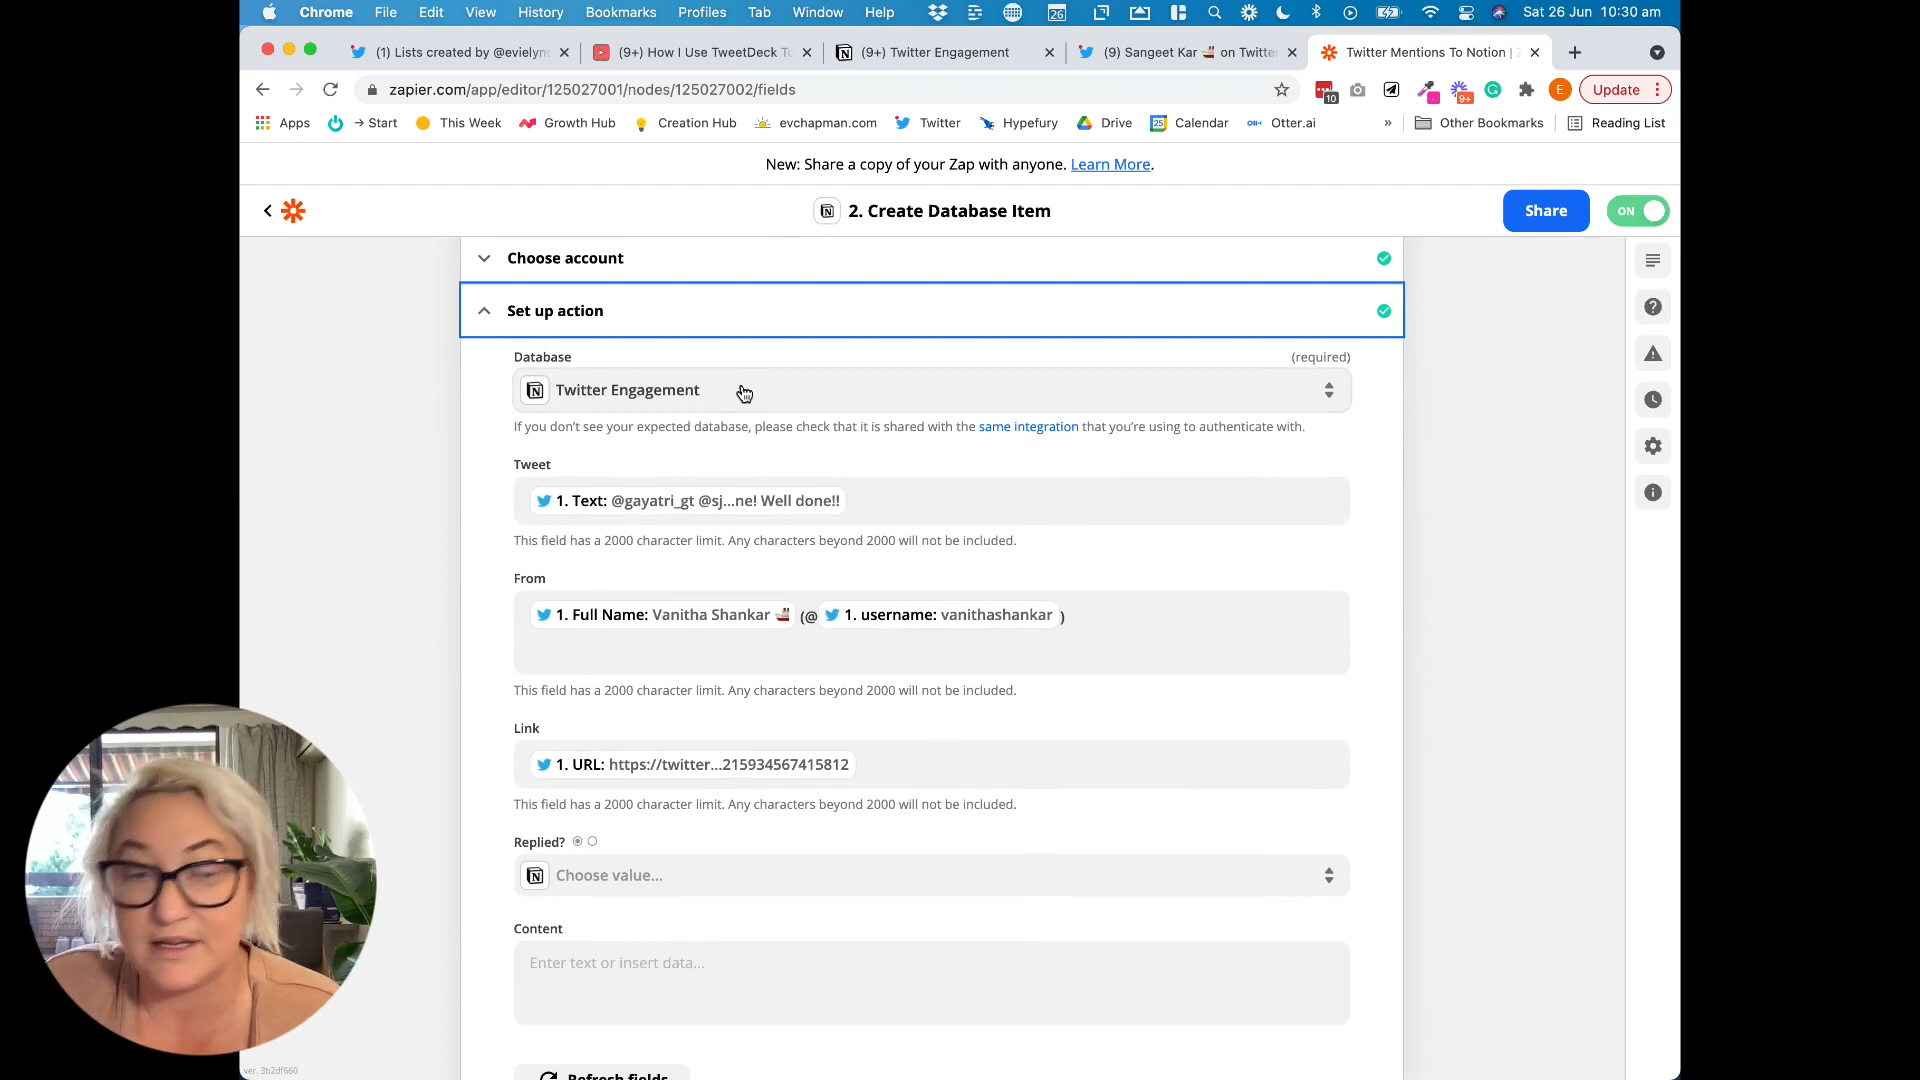 Chrome File Edit View History Bookmarks Profiles Tab Window Help 26 Sat 26 Jun 10:30 am
(1) Lists created by @evielync (9+) How I Use TweetDeck To (9+) Twitter Engagement (9) Sangeet Kar on Twitter Twitter Mentions To Notion |
zapier.com/app/editor/125027001/nodes/125027002/fields 10 9+ E Update
Apps → Start This Week Growth Hub Creation Hub evchapman.com Twitter Hypefury Drive 25 Calendar Otter.ai » Other Bookmarks Reading List
New: Share a copy of your Zap with anyone. Learn More.
2. Create Database Item Share ON
Choose account
Set up action
Database (required)
Twitter Engagement
If you don't see your expected database, please check that it is shared with the same integration that you're using to authenticate with.
Tweet
1. Text: @gayatri_gt @sj...ne! Well done!!
This field has a 2000 character limit. Any characters beyond 2000 will not be included.
From
1. Full Name: Vanitha Shankar (@ 1. username: vanithashankar )
This field has a 2000 character limit. Any characters beyond 2000 will not be included.
Link
1. URL: https://twitter...215934567415812
This field has a 2000 character limit. Any characters beyond 2000 will not be included.
Replied?
Choose value...
Content
Enter text or insert data...
Refresh fields
ver. 3b2df660